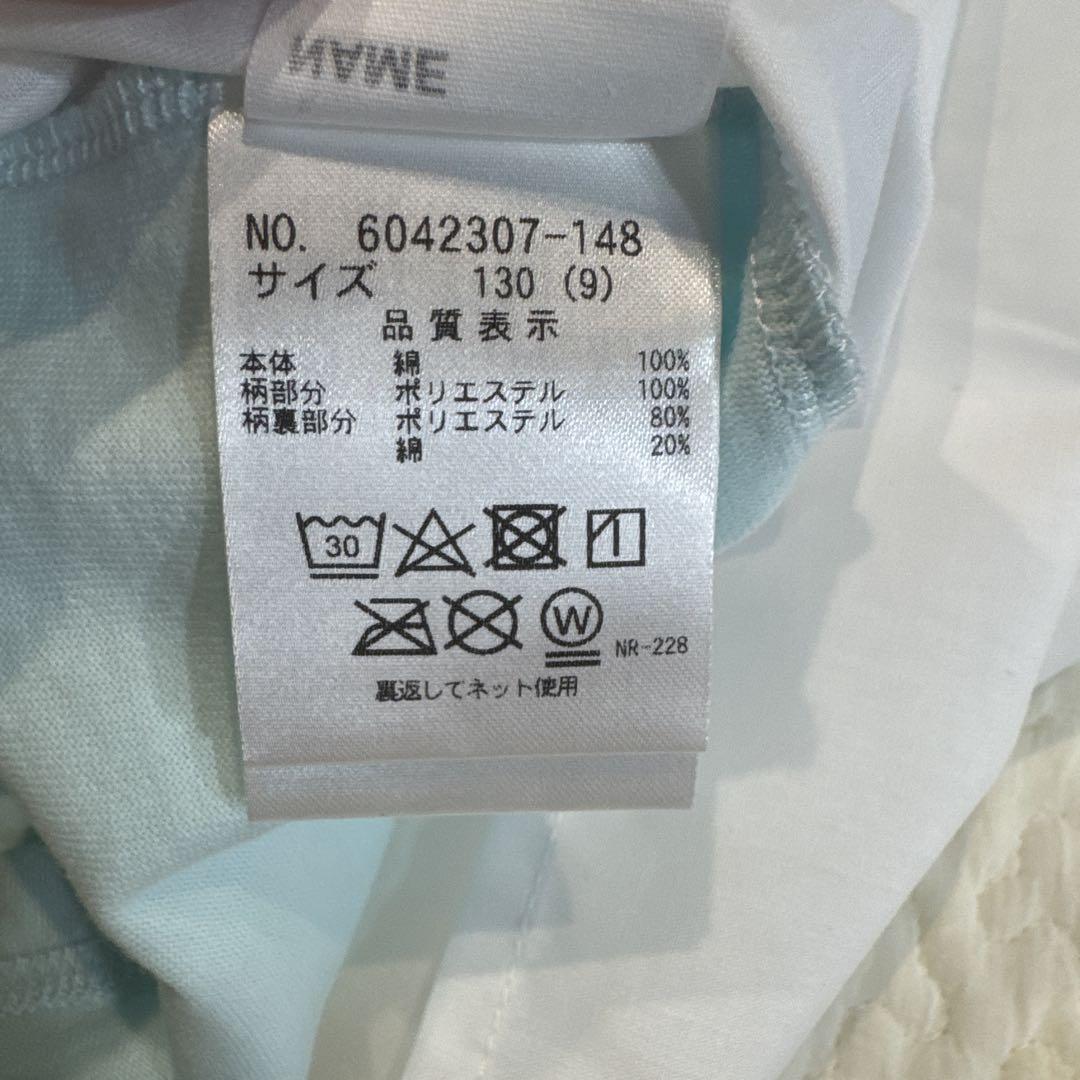 NAME
NO. 6042307-148
サイズ 130 (9)
品質表示
本体 綿 100%
柄部分 ポリエステル 100%
柄裏部分 ポリエステル 80%
綿 20%
30
W NR-228
裏返してネット使用